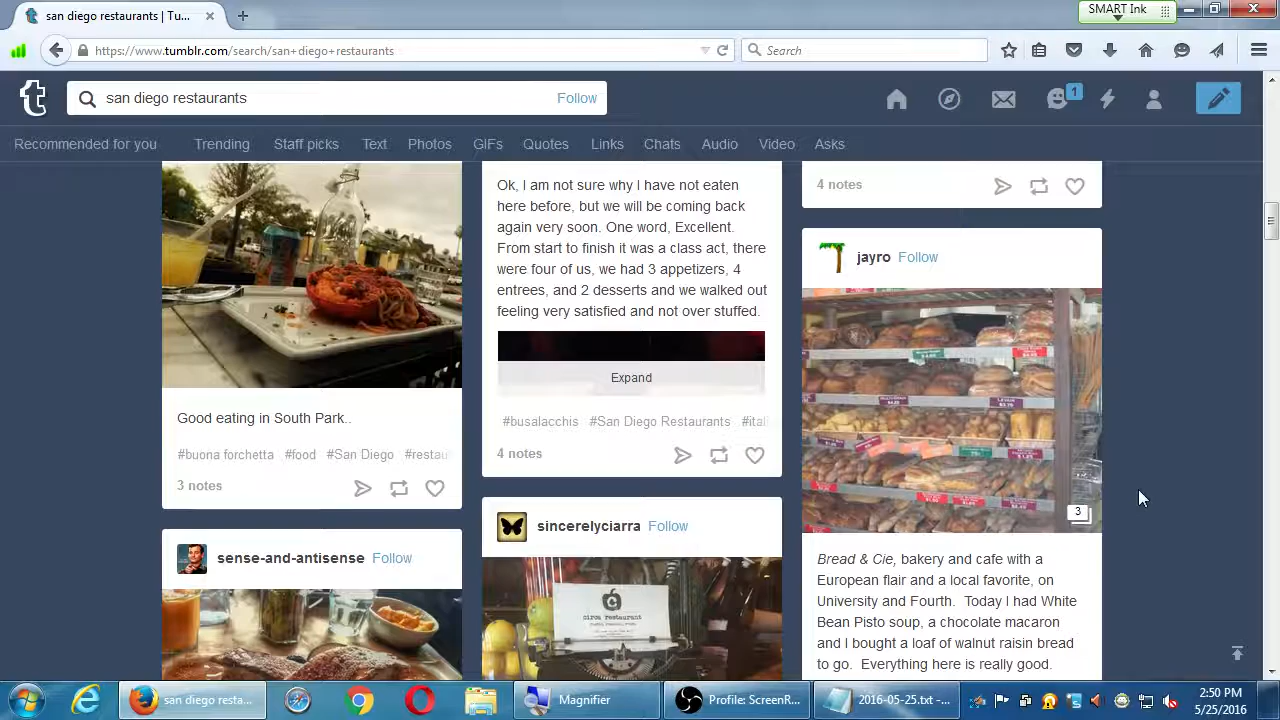 san diego restaurants | Tu...
SMART Ink
https://www.tumblr.com/search/san+diego+restaurants
Search
san diego restaurants
Follow
1
Recommended for you
Trending
Staff picks
Text
Photos
GIFs
Quotes
Links
Chats
Audio
Video
Asks
Good eating in South Park..
#buona forchetta #food #San Diego #restau
3 notes
sense-and-antisense Follow
Ok, I am not sure why I have not eaten
here before, but we will be coming back
again very soon. One word, Excellent.
From start to finish it was a class act, there
were four of us, we had 3 appetizers, 4
entrees, and 2 desserts and we walked out
feeling very satisfied and not over stuffed.
Expand
#busalacchis #San Diego Restaurants #itali
4 notes
sincerelyciarra Follow
circa restaurant
4 notes
jayro Follow
3
Bread & Cie, bakery and cafe with a
European flair and a local favorite, on
University and Fourth. Today I had White
Bean Pisto soup, a chocolate macaron
and I bought a loaf of walnut raisin bread
to go. Everything here is really good.
san diego resta...
Magnifier
Profile: ScreenR...
2016-05-25.txt -...
2:50 PM
5/25/2016